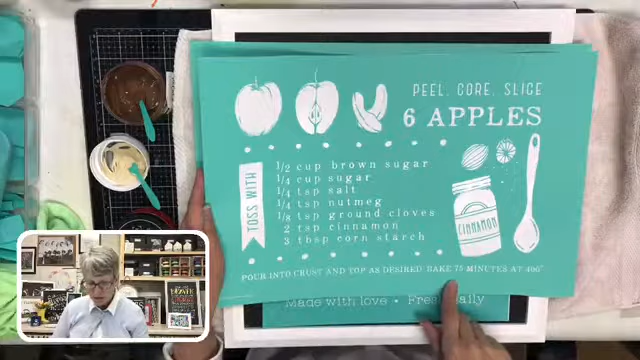 PEEL, CORE, SLICE
6 APPLES
TOSS WITH
1/2 cup brown sugar
1/4 cup sugar
1/4 tsp salt
1/4 tsp nutmeg
1/8 tsp ground cloves
2 tsp cinnamon
3 tbsp corn starch
CINNAMON
POUR INTO CRUST AND TOP AS DESIRED. BAKE 75 MINUTES AT 400°
Made with love • Fresh daily